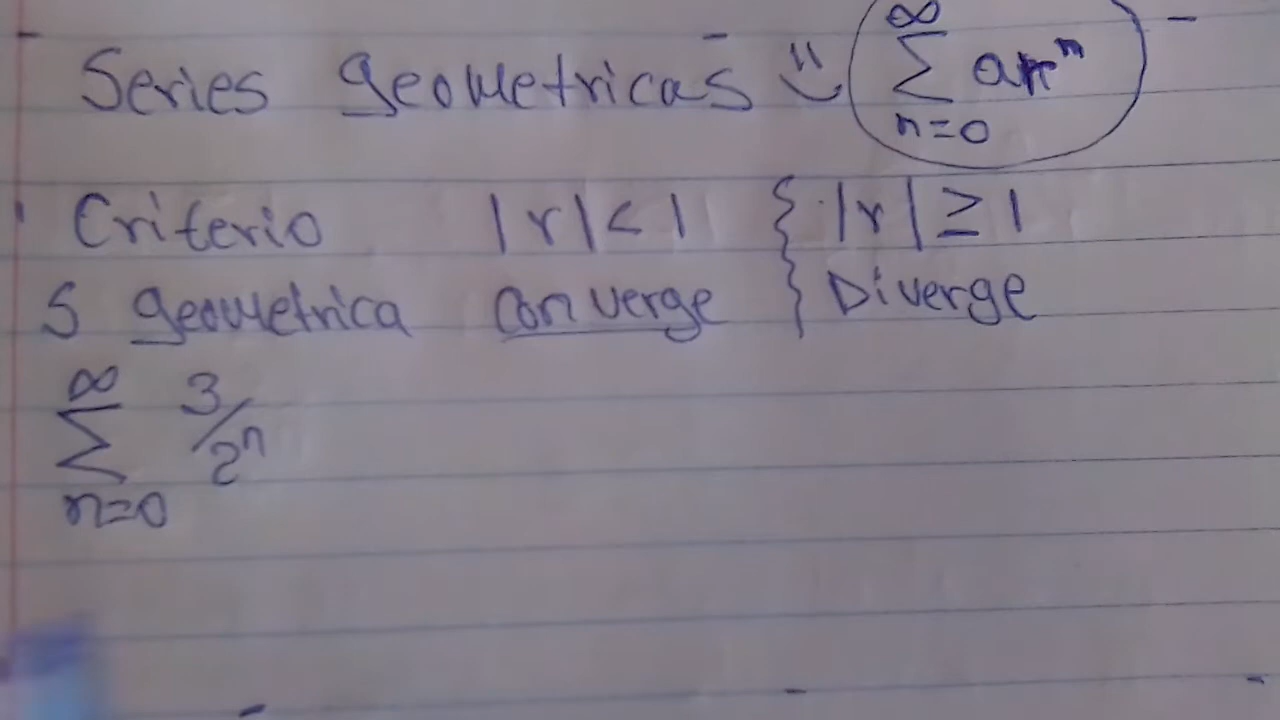 Series geometricas ∞ Σ n=0 ar^n
Criterio |r| < 1 { |r| ≥ 1
S geometrica converge } Diverge
∞ Σ n=0 3/2^n